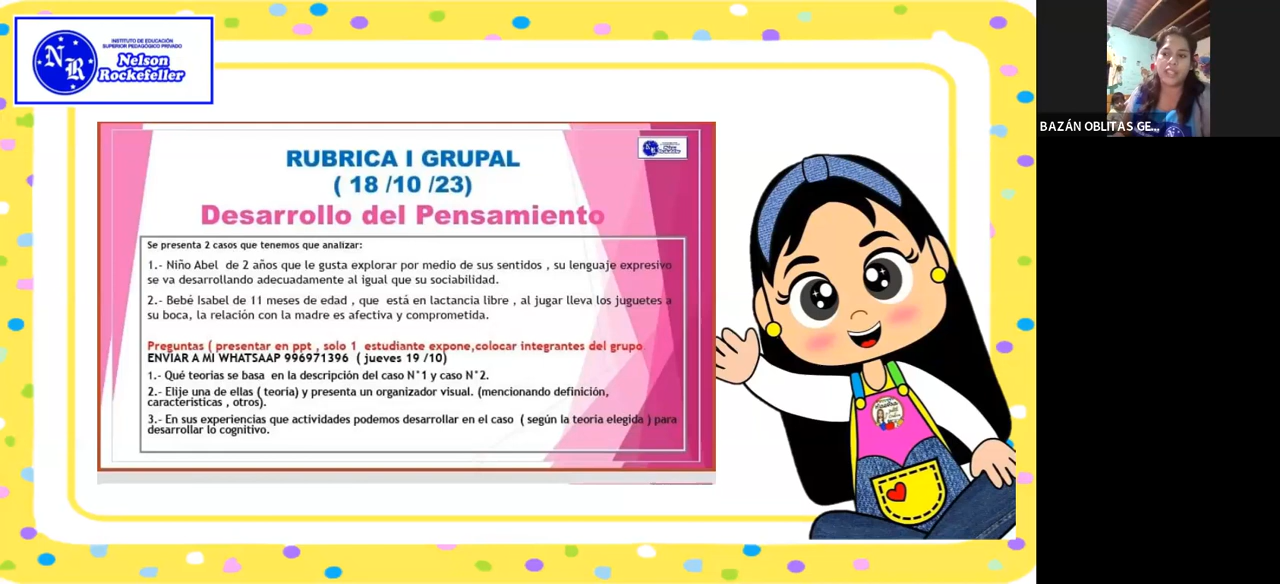 INSTITUTO DE EDUCACIÓN
SUPERIOR PEDAGÓGICO PRIVADO
Nelson
Rockefeller
NR
RUBRICA I GRUPAL
( 18 /10 /23)
Desarrollo del Pensamiento
Se presenta 2 casos que tenemos que analizar:
1.- Niño Abel de 2 años que le gusta explorar por medio de sus sentidos , su lenguaje expresivo
se va desarrollando adecuadamente al igual que su sociabilidad.
2.- Bebé Isabel de 11 meses de edad , que está en lactancia libre , al jugar lleva los juguetes a
su boca, la relación con la madre es afectiva y comprometida.
Preguntas ( presentar en ppt , solo 1 estudiante expone,colocar integrantes del grupo.
ENVIAR A MI WHATSAAP 996971396 ( jueves 19 /10)
1.- Qué teorías se basa en la descripción del caso N°1 y caso N°2.
2.- Elije una de ellas ( teoría) y presenta un organizador visual. (mencionando definición,
características , otros).
3.- En sus experiencias que actividades podemos desarrollar en el caso ( según la teoría elegida ) para
desarrollar lo cognitivo.
BAZÁN OBLITAS GE...